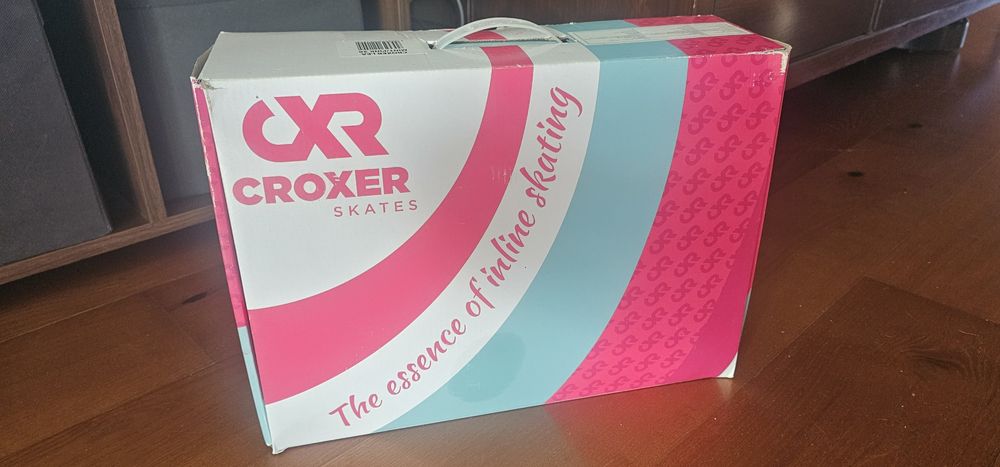 CXR
CROXER
SKATES
The essence of inline skating